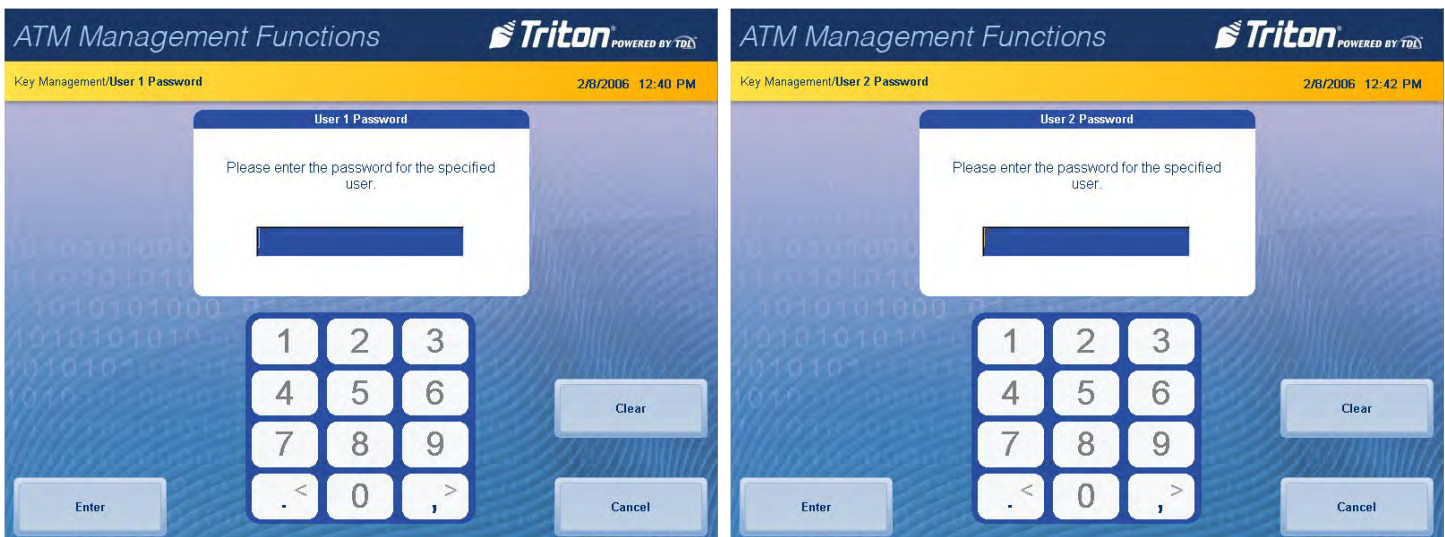 ATM Management Functions
Triton POWERED BY TDL
Key Management/User 1 Password
2/8/2006 12:40 PM
User 1 Password
Please enter the password for the specified
user.
1 2 3
4 5 6
7 8 9
. < 0 , >
Clear
Enter
Cancel
ATM Management Functions
Triton POWERED BY TDL
Key Management/User 2 Password
2/8/2006 12:42 PM
User 2 Password
Please enter the password for the specified
user.
1 2 3
4 5 6
7 8 9
. < 0 , >
Clear
Enter
Cancel